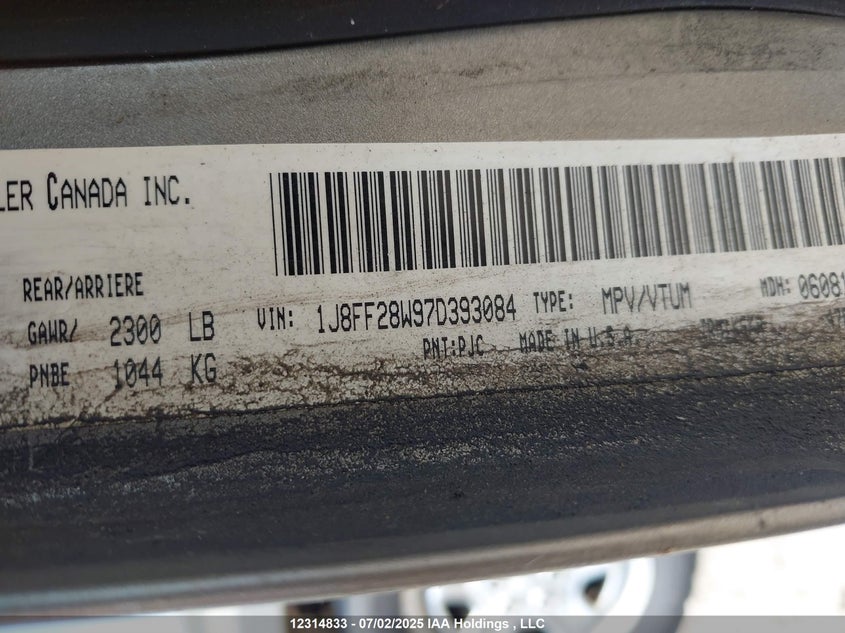 LER CANADA INC.
REAR/ARRIERE
GAWR/ 2300 LB
PNBE 1044 KG
VIN: 1J8FF28W97D393084 TYPE: MPV/VTUM MDH: 06081
PNT:PJC MADE IN U.S.A.
12314833 - 07/02/2025 IAA Holdings , LLC